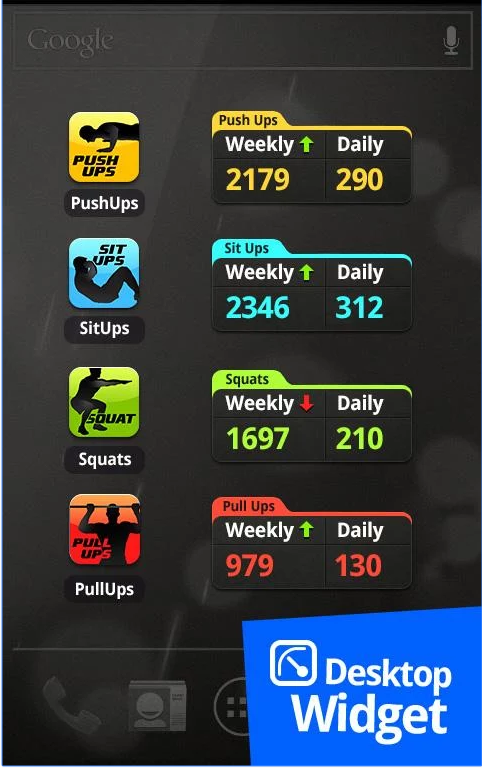 Google
PUSH
UPS
PushUps
Push Ups
Weekly Daily
2179 290
SIT
UPS
SitUps
Sit Ups
Weekly Daily
2346 312
SQUAT
Squats
Squats
Weekly Daily
1697 210
PULL
UPS
PullUps
Pull Ups
Weekly Daily
979 130
Desktop
Widget